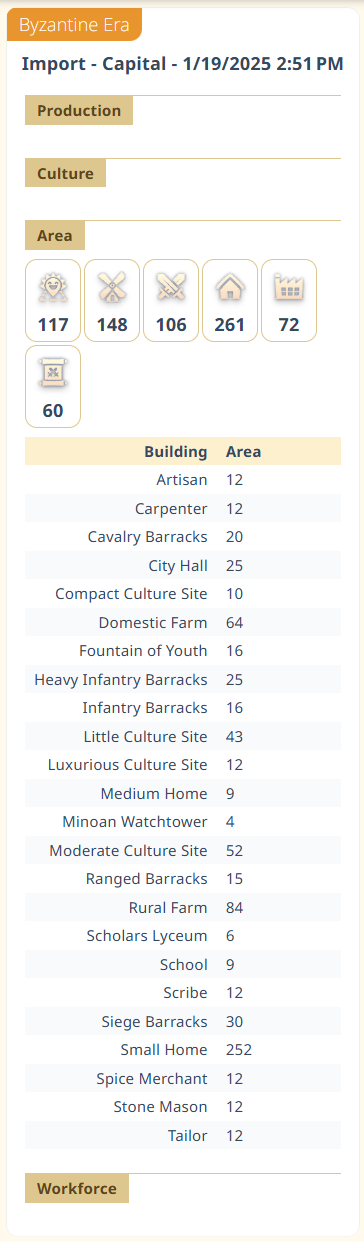 Byzantine Era
Import - Capital - 1/19/2025 2:51 PM
Production
Culture
Area
117 148 106 261 72
60
Building Area
Artisan 12
Carpenter 12
Cavalry Barracks 20
City Hall 25
Compact Culture Site 10
Domestic Farm 64
Fountain of Youth 16
Heavy Infantry Barracks 25
Infantry Barracks 16
Little Culture Site 43
Luxurious Culture Site 12
Medium Home 9
Minoan Watchtower 4
Moderate Culture Site 52
Ranged Barracks 15
Rural Farm 84
Scholars Lyceum 6
School 9
Scribe 12
Siege Barracks 30
Small Home 252
Spice Merchant 12
Stone Mason 12
Tailor 12
Workforce